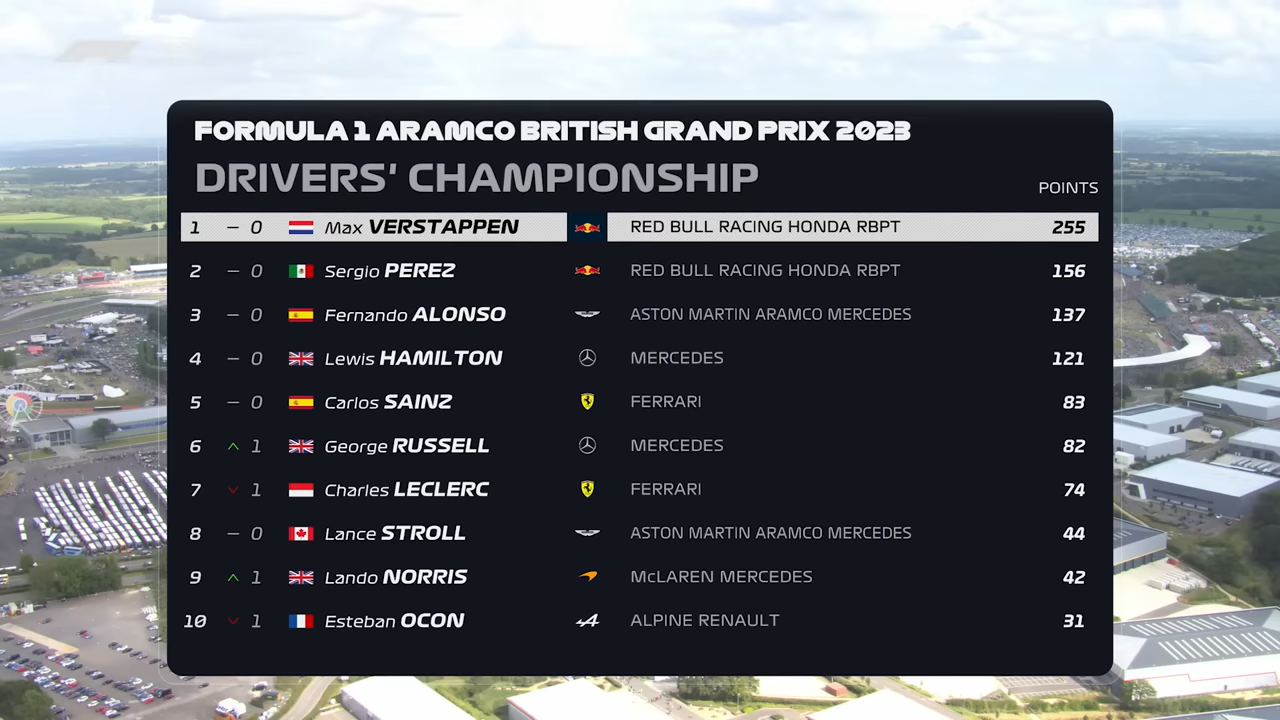 FORMULA 1 ARAMCO BRITISH GRAND PRIX 2023
DRIVERS' CHAMPIONSHIP
POINTS
1 – 0 Max VERSTAPPEN RED BULL RACING HONDA RBPT 255
2 – 0 Sergio PEREZ RED BULL RACING HONDA RBPT 156
3 – 0 Fernando ALONSO ASTON MARTIN ARAMCO MERCEDES 137
4 – 0 Lewis HAMILTON MERCEDES 121
5 – 0 Carlos SAINZ FERRARI 83
6 1 George RUSSELL MERCEDES 82
7 1 Charles LECLERC FERRARI 74
8 – 0 Lance STROLL ASTON MARTIN ARAMCO MERCEDES 44
9 1 Lando NORRIS McLAREN MERCEDES 42
10 1 Esteban OCON ALPINE RENAULT 31